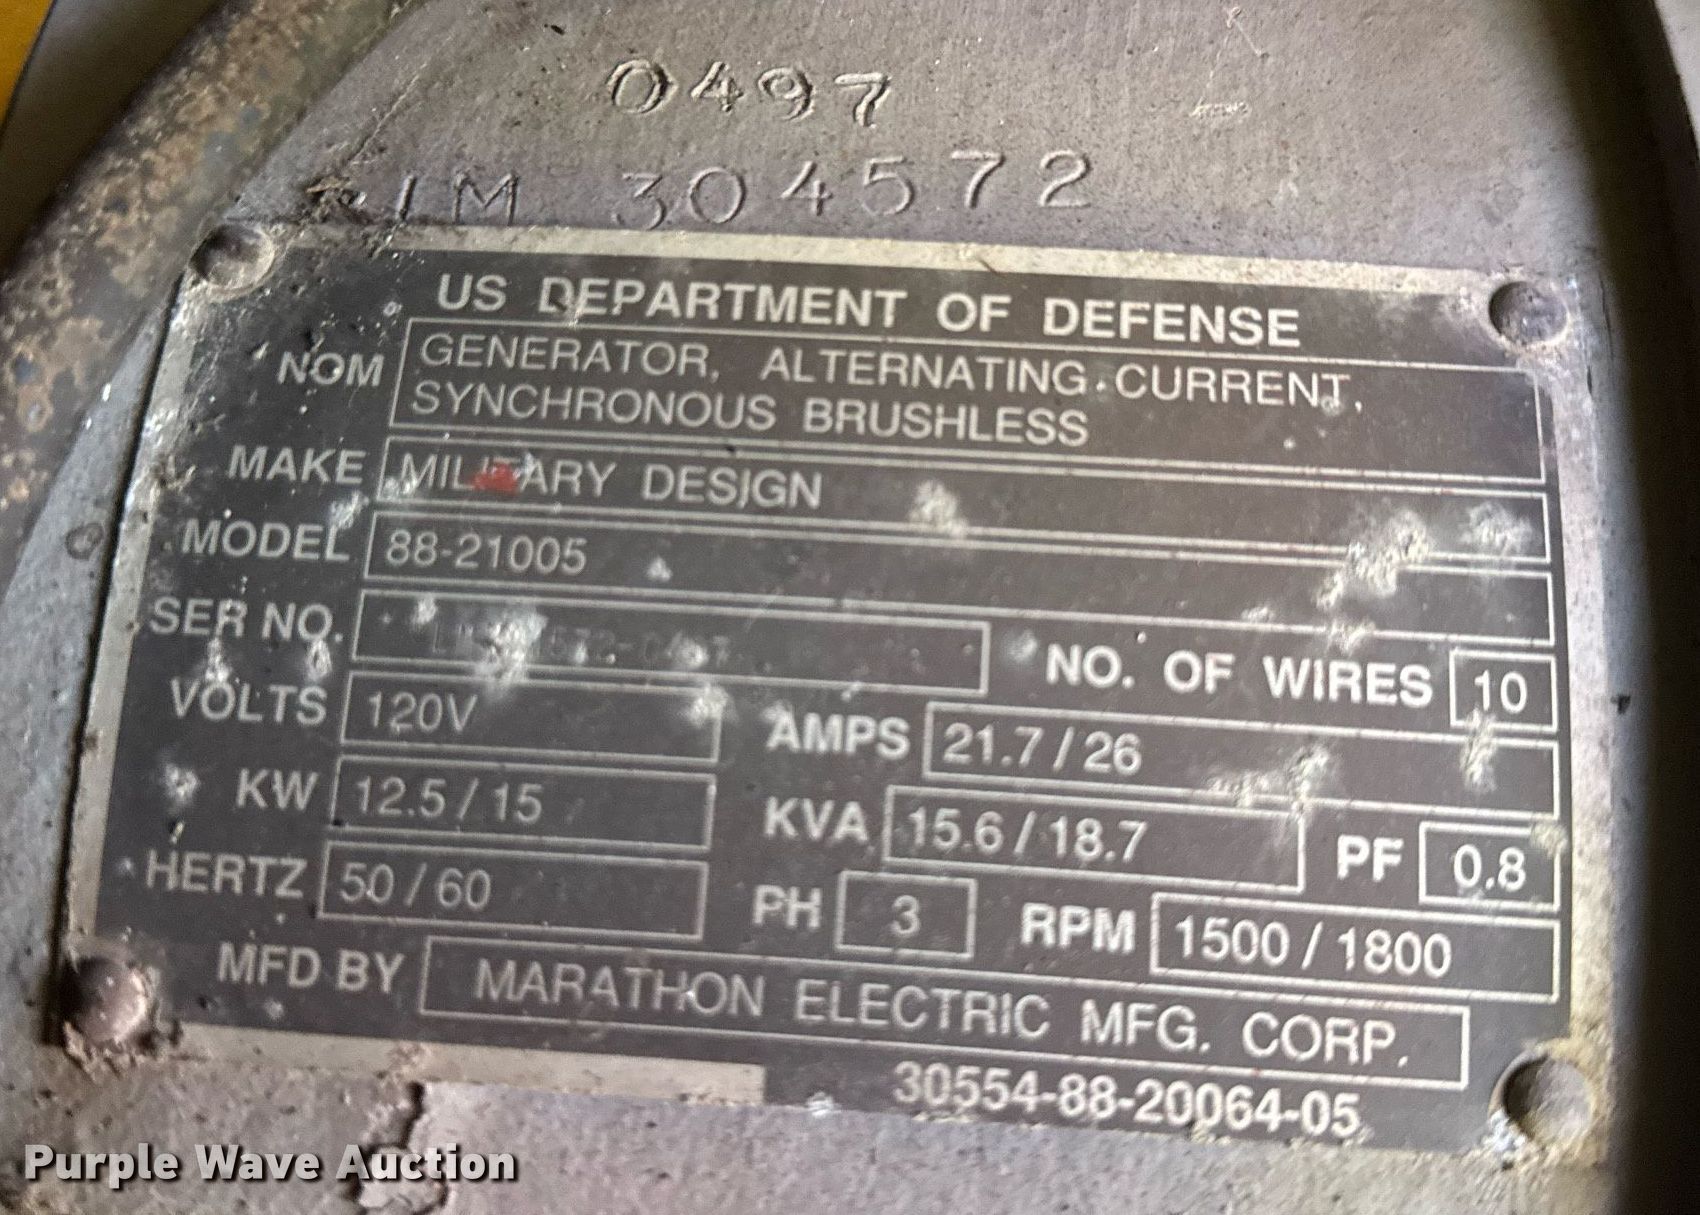 0497
304572
US DEPARTMENT OF DEFENSE
NOM GENERATOR, ALTERNATING CURRENT,
SYNCHRONOUS BRUSHLESS
MAKE MILITARY DESIGN
MODEL 88-21005
SER NO. NO. OF WIRES 10
VOLTS 120V AMPS 21.7 / 26
KW 12.5 / 15 KVA 15.6 / 18.7 PF 0.8
HERTZ 50 / 60 PH 3 RPM 1500 / 1800
MFD BY MARATHON ELECTRIC MFG. CORP.
30554-88-20064-05
Purple Wave Auction